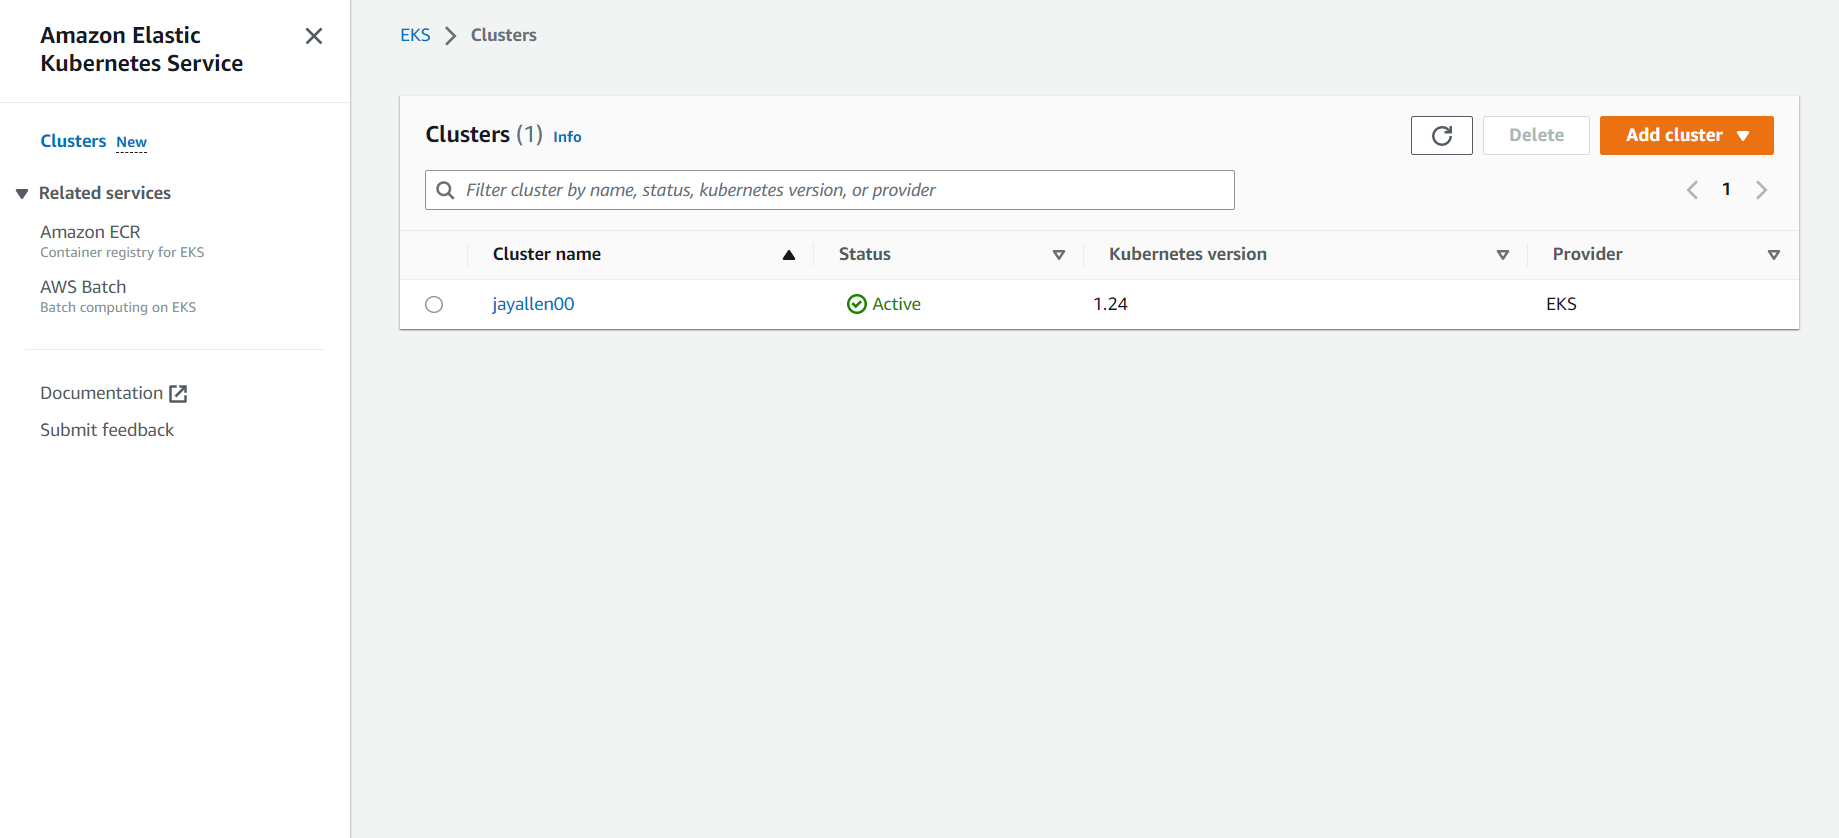 Amazon Elastic
Kubernetes Service
Clusters New
Related services
Amazon ECR
Container registry for EKS
AWS Batch
Batch computing on EKS
Documentation
Submit feedback
EKS Clusters
Clusters (1) Info
Delete
Add cluster
Filter cluster by name, status, kubernetes version, or provider
1
Cluster name Status Kubernetes version Provider
jayallen00 Active 1.24 EKS